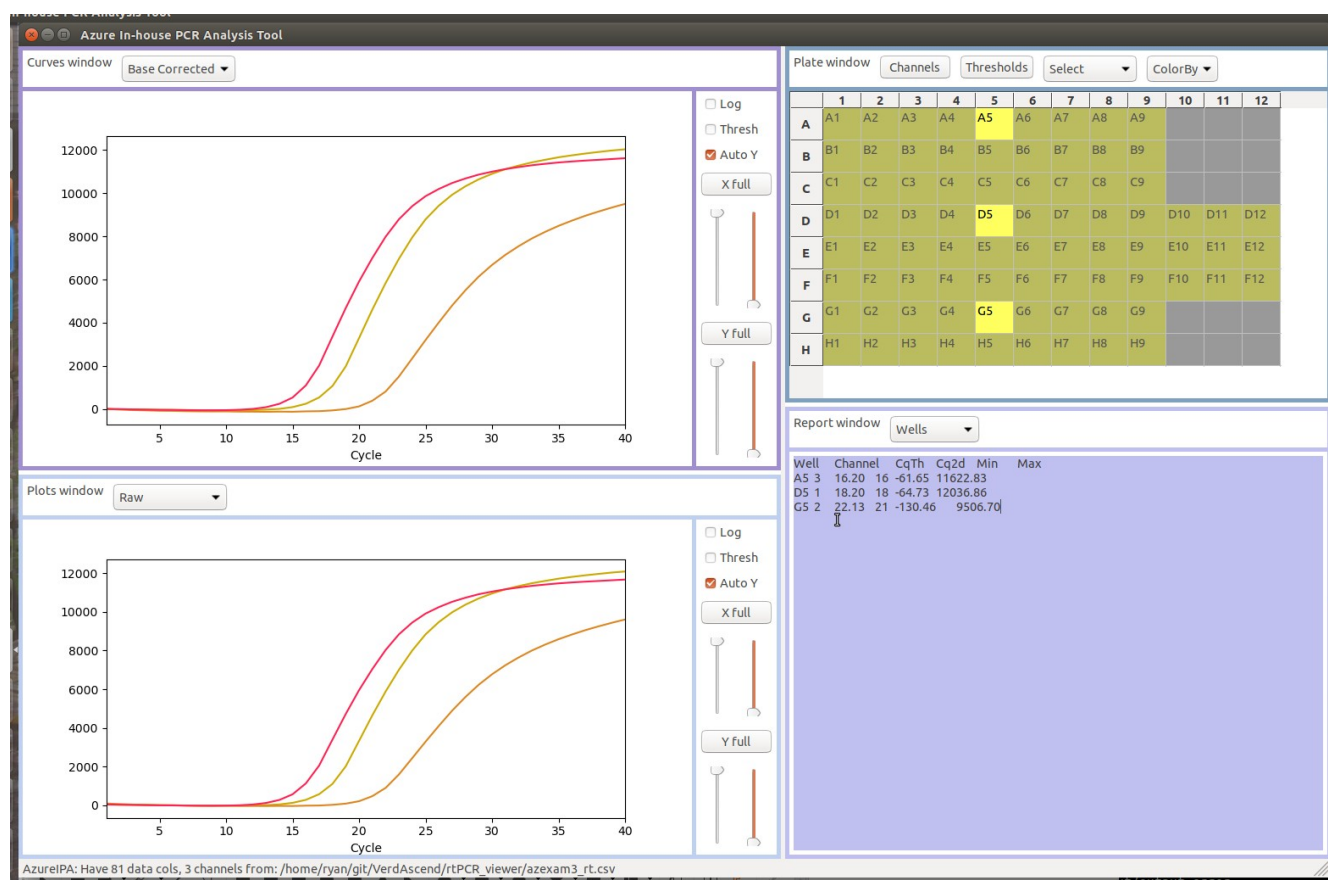 Azure In-house PCR Analysis Tool
Curves window Base Corrected
Log
Thresh
Auto Y
X full
Y full
12000
10000
8000
6000
4000
2000
0
5 10 15 20 25 30 35 40
Cycle
Plate window Channels Thresholds Select ColorBy
1 2 3 4 5 6 7 8 9 10 11 12
A A1 A2 A3 A4 A5 A6 A7 A8 A9
B B1 B2 B3 B4 B5 B6 B7 B8 B9
C C1 C2 C3 C4 C5 C6 C7 C8 C9
D D1 D2 D3 D4 D5 D6 D7 D8 D9 D10 D11 D12
E E1 E2 E3 E4 E5 E6 E7 E8 E9 E10 E11 E12
F F1 F2 F3 F4 F5 F6 F7 F8 F9 F10 F11 F12
G G1 G2 G3 G4 G5 G6 G7 G8 G9
H H1 H2 H3 H4 H5 H6 H7 H8 H9
Report window Wells
Well Channel CqTh Cq2d Min Max
A5 3 16.20 16 -61.65 11622.83
D5 1 18.20 18 -64.73 12036.86
G5 2 22.13 21 -130.46 9506.70
Plots window Raw
Log
Thresh
Auto Y
X full
Y full
12000
10000
8000
6000
4000
2000
0
5 10 15 20 25 30 35 40
Cycle
AzureIPA: Have 81 data cols, 3 channels from: /home/ryan/git/VerdAscend/rtPCR_viewer/azexam3_rt.csv